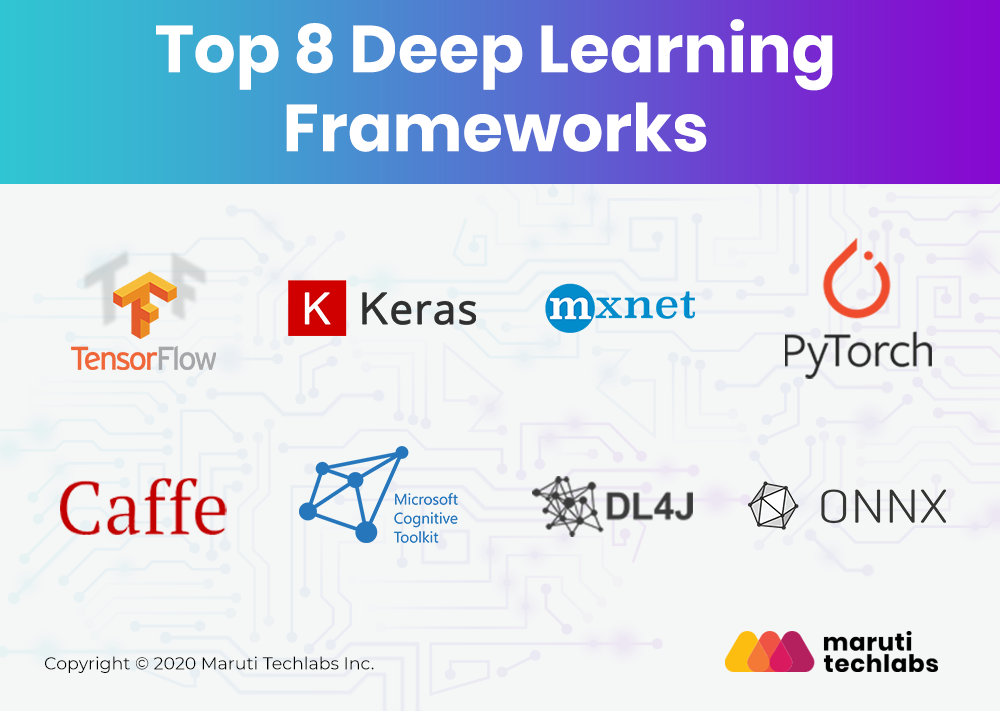 Top 8 Deep Learning
Frameworks
TensorFlow
K Keras
mxnet
PyTorch
Caffe
Microsoft
Cognitive
Toolkit
DL4J
ONNX
Copyright © 2020 Maruti Techlabs Inc.
maruti
techlabs